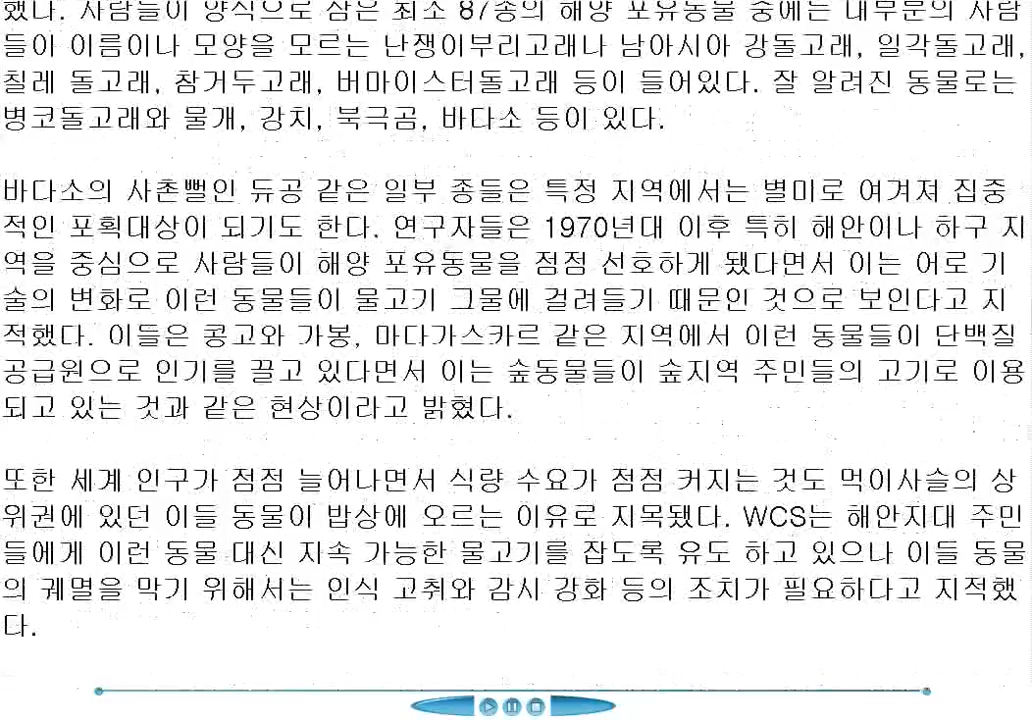 했다. 사람들이 양식으로 삼은 최소 87종의 해양 포유동물 중에는 대부분의 사람
들이 이름이나 모양을 모르는 난쟁이부리고래나 남아시아 강돌고래, 일각돌고래,
칠레 돌고래, 참거두고래, 버마이스터돌고래 등이 들어있다. 잘 알려진 동물로는
병코돌고래와 물개, 강치, 북극곰, 바다소 등이 있다.
바다소의 사촌뻘인 듀공 같은 일부 종들은 특정 지역에서는 별미로 여겨져 집중
적인 포획대상이 되기도 한다. 연구자들은 1970년대 이후 특히 해안이나 하구 지
역을 중심으로 사람들이 해양 포유동물을 점점 선호하게 됐다면서 이는 어로 기
술의 변화로 이런 동물들이 물고기 그물에 걸려들기 때문인 것으로 보인다고 지
적했다. 이들은 콩고와 가봉, 마다가스카르 같은 지역에서 이런 동물들이 단백질
공급원으로 인기를 끌고 있다면서 이는 숲동물들이 숲지역 주민들의 고기로 이용
되고 있는 것과 같은 현상이라고 밝혔다.
또한 세계 인구가 점점 늘어나면서 식량 수요가 점점 커지는 것도 먹이사슬의 상
위권에 있던 이들 동물이 밥상에 오르는 이유로 지목됐다. WCS는 해안지대 주민
들에게 이런 동물 대신 지속 가능한 물고기를 잡도록 유도 하고 있으나 이들 동물
의 궤멸을 막기 위해서는 인식 고취와 감시 강화 등의 조치가 필요하다고 지적했
다.